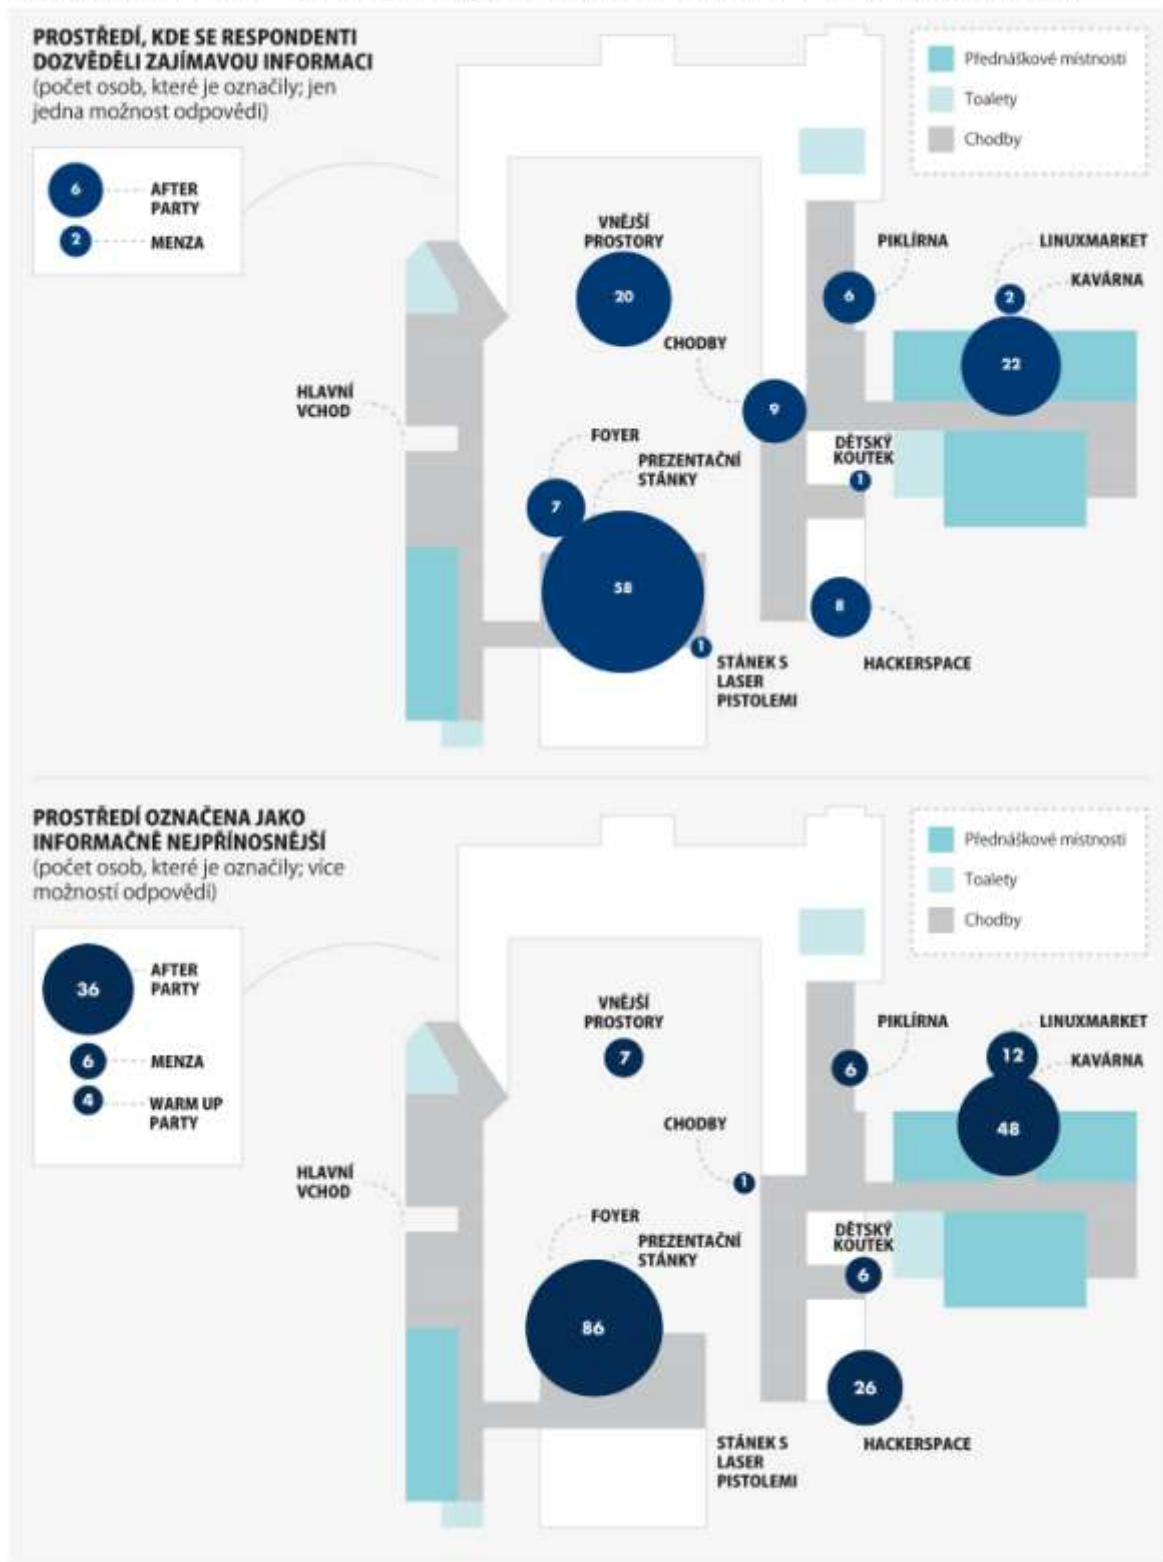 PROSTŘEDÍ, KDE SE RESPONDENTI
DOZVĚDĚLI ZAJÍMAVOU INFORMACI
(počet osob, které je označily; jen
jedna možnost odpovědi)
6
AFTER
PARTY
2
MENZA
Přednáškové místnosti
Toalety
Chodby
VNĚJŠÍ
PROSTORY
20
PIKLÍRNA
6
LINUXMARKET
2
KAVÁRNA
22
CHODBY
9
HLAVNÍ
VCHOD
FOYER
7
PREZENTAČNÍ
STÁNKY
58
DĚTSKÝ
KOUTEK
1
8
HACKERSPACE
1
STÁNEK S
LASER
PISTOLEMI
PROSTŘEDÍ OZNAČENA JAKO
INFORMAČNĚ NEJPŘÍNOSNĚJŠÍ
(počet osob, které je označily; více
možností odpovědi)
36
AFTER
PARTY
6
MENZA
4
WARM UP
PARTY
Přednáškové místnosti
Toalety
Chodby
VNĚJŠÍ
PROSTORY
7
PIKLÍRNA
6
LINUXMARKET
12
KAVÁRNA
48
CHODBY
1
HLAVNÍ
VCHOD
FOYER
PREZENTAČNÍ
STÁNKY
86
DĚTSKÝ
KOUTEK
6
26
HACKERSPACE
STÁNEK S
LASER
PISTOLEMI